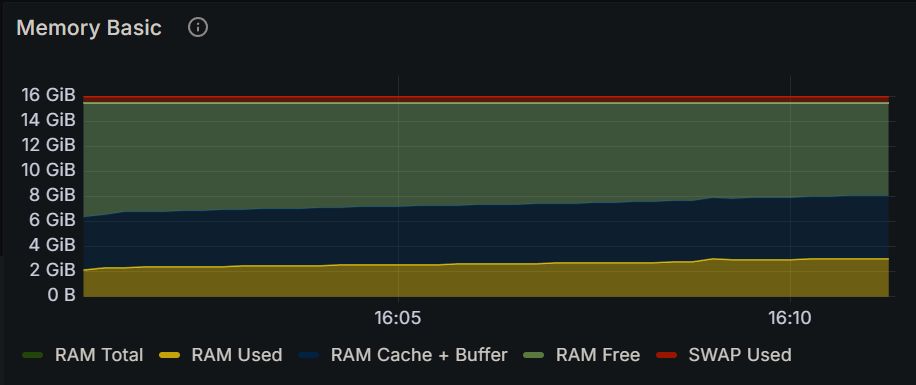 Memory Basic
16 GiB
14 GiB
12 GiB
10 GiB
8 GiB
6 GiB
4 GiB
2 GiB
0 B
16:05 16:10
RAM Total RAM Used RAM Cache + Buffer RAM Free SWAP Used